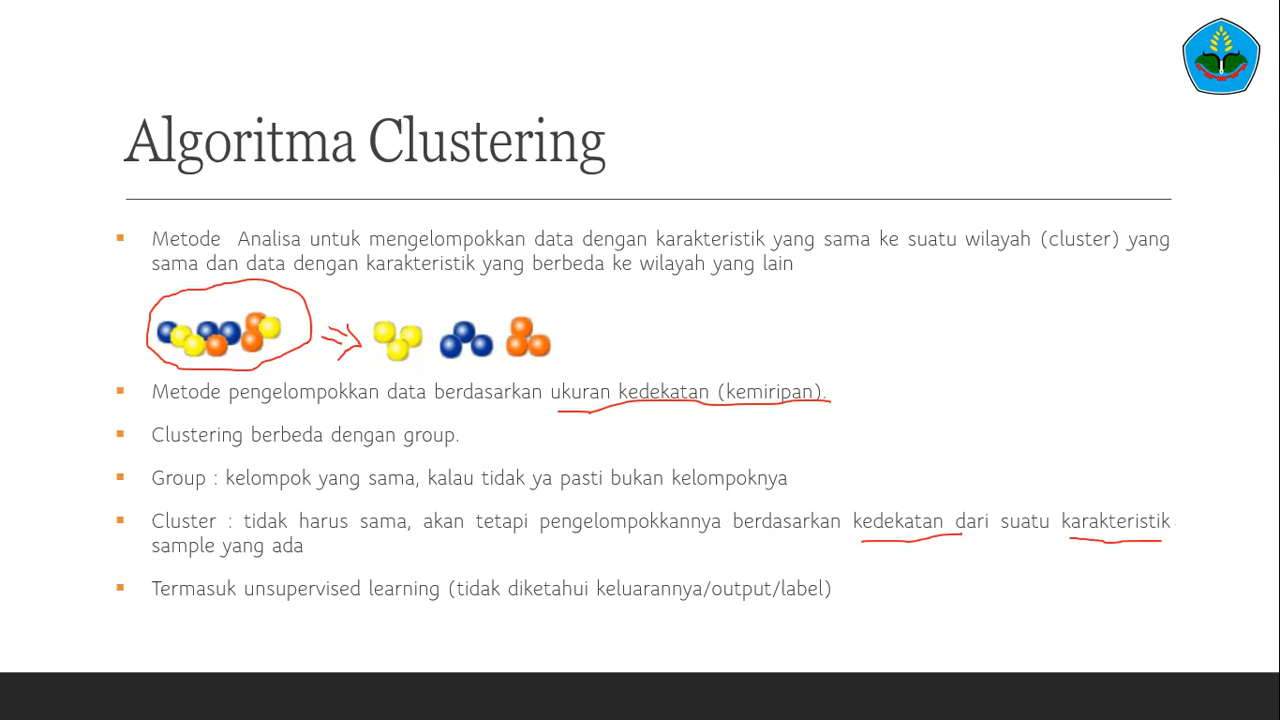 Algoritma Clustering
Metode Analisa untuk mengelompokkan data dengan karakteristik yang sama ke suatu wilayah (cluster) yang
sama dan data dengan karakteristik yang berbeda ke wilayah yang lain
Metode pengelompokkan data berdasarkan ukuran kedekatan (kemiripan).
Clustering berbeda dengan group.
Group : kelompok yang sama, kalau tidak ya pasti bukan kelompoknya
Cluster : tidak harus sama, akan tetapi pengelompokkannya berdasarkan kedekatan dari suatu karakteristik
sample yang ada
Termasuk unsupervised learning (tidak diketahui keluarannya/output/label)